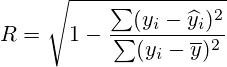 R = \sqrt{1 - \frac{\sum (y_i - \widehat{y}_i)^2}{\sum (y_i - \overline{y})^2}}